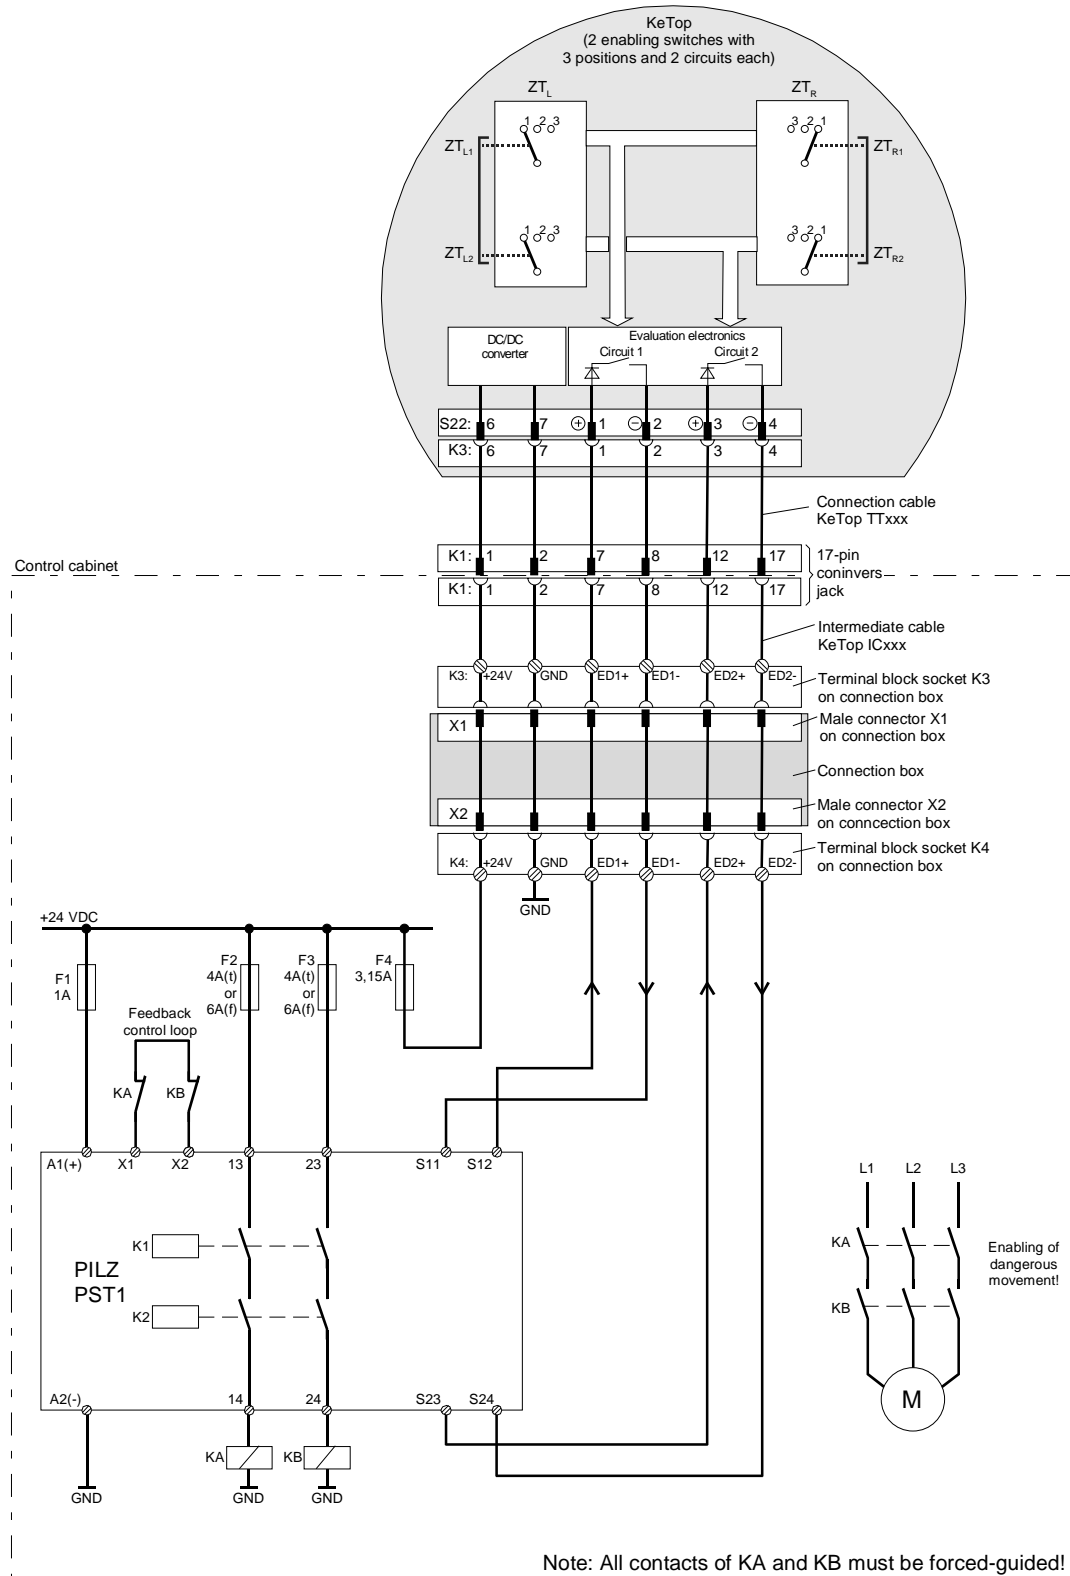 KeTop
(2 enabling switches with
3 positions and 2 circuits each)
ZTL ZTR
1 2 3 3 2 1
ZTL1 ZTR1
1 2 3 3 2 1
ZTL2 ZTR2
DC/DC
converter
Evaluation electronics
Circuit 1 Circuit 2
S22: 6 7 + 1 - 2 + 3 - 4
K3: 6 7 1 2 3 4
Connection cable
KeTop TTxxx
K1: 1 2 7 8 12 17
17-pin
coninvers
jack
Control cabinet
K1: 1 2 7 8 12 17
Intermediate cable
KeTop ICxxx
K3: +24V GND ED1+ ED1- ED2+ ED2-
Terminal block socket K3
on connection box
X1
Male connector X1
on connection box
Connection box
X2
Male connector X2
on conncection box
K4: +24V GND ED1+ ED1- ED2+ ED2-
Terminal block socket K4
on connection box
GND
+24 VDC
F1
1A
F2
4A(t)
or
6A(f)
F3
4A(t)
or
6A(f)
F4
3,15A
Feedback
control loop
KA KB
A1(+) X1 X2 13 23 S11 S12
K1
PILZ
PST1
K2
A2(-) 14 24 S23 S24
KA KB
GND GND GND
L1 L2 L3
KA
KB
Enabling of
dangerous
movement!
M
Note: All contacts of KA and KB must be forced-guided!